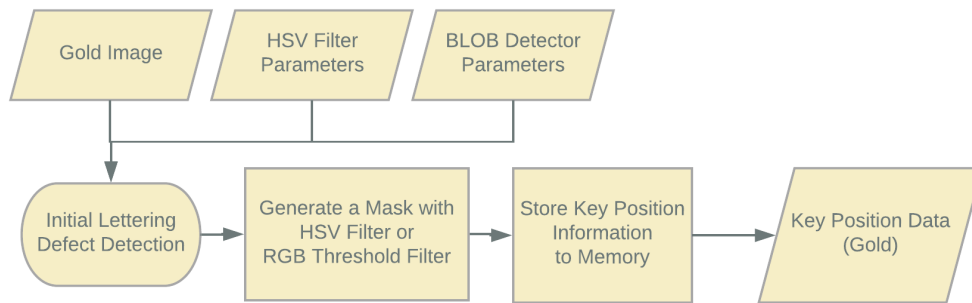 Gold Image
HSV Filter
Parameters
BLOB Detector
Parameters
Initial Lettering
Defect Detection
Generate a Mask with
HSV Filter or
RGB Threshold Filter
Store Key Position
Information
to Memory
Key Position Data
(Gold)